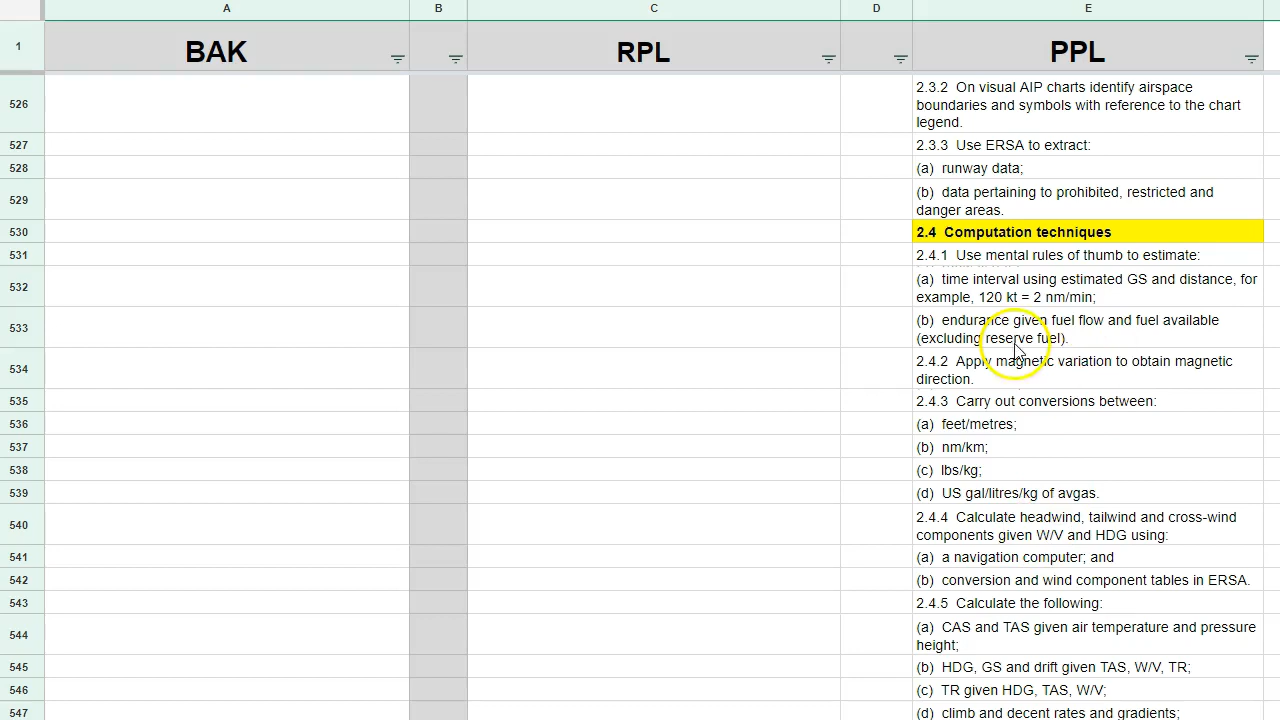 A B C D E
1 BAK RPL PPL
526 2.3.2 On visual AIP charts identify airspace
boundaries and symbols with reference to the chart
legend.
527 2.3.3 Use ERSA to extract:
528 (a) runway data;
529 (b) data pertaining to prohibited, restricted and
danger areas.
530 2.4 Computation techniques
531 2.4.1 Use mental rules of thumb to estimate:
532 (a) time interval using estimated GS and distance, for
example, 120 kt = 2 nm/min;
533 (b) endurance given fuel flow and fuel available
(excluding reserve fuel).
534 2.4.2 Apply magnetic variation to obtain magnetic
direction.
535 2.4.3 Carry out conversions between:
536 (a) feet/metres;
537 (b) nm/km;
538 (c) lbs/kg;
539 (d) US gal/litres/kg of avgas.
540 2.4.4 Calculate headwind, tailwind and cross-wind
components given W/V and HDG using:
541 (a) a navigation computer; and
542 (b) conversion and wind component tables in ERSA.
543 2.4.5 Calculate the following:
544 (a) CAS and TAS given air temperature and pressure
height;
545 (b) HDG, GS and drift given TAS, W/V, TR;
546 (c) TR given HDG, TAS, W/V;
547 (d) climb and decent rates and gradients;